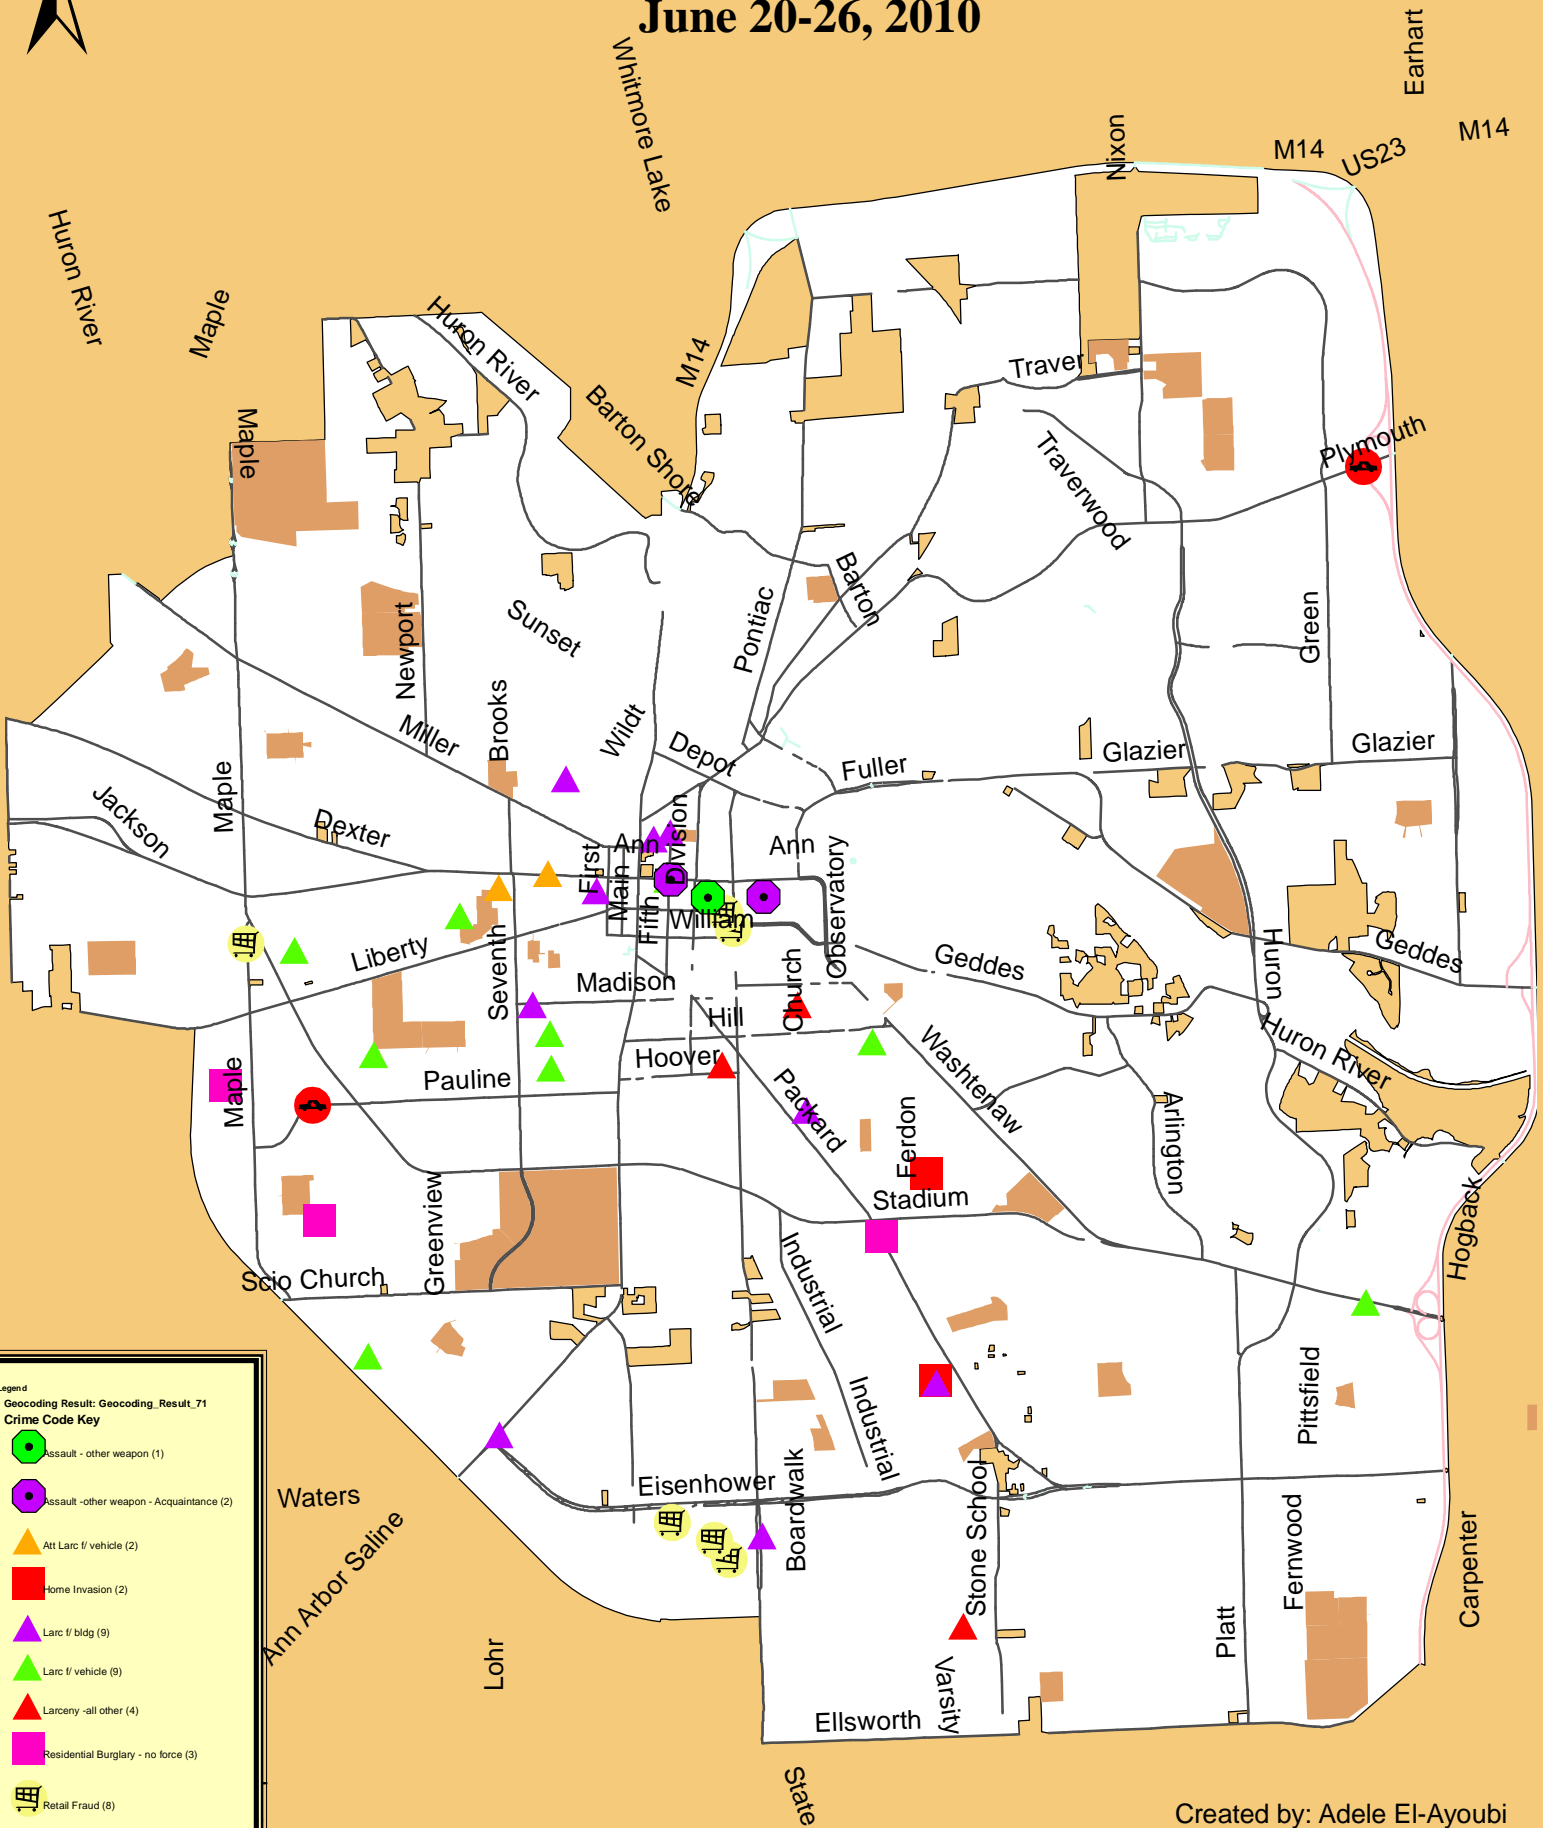 June 20-26, 2010
Earhart
Whitmore Lake
Nixon
M14
M14
US23
Huron River
Maple
Huron River
M14
Traver
Barton Shore
Maple
Plymouth
Traverwood
Barton
Sunset
Newport
Pontiac
Green
Brooks
Wildt
Miller
Depot
Fuller
Glazier
Glazier
Maple
Jackson
Dexter
Ann
Division
Ann
First
Main
Fifth
William
Observatory
Liberty
Seventh
Madison
Church
Geddes
Huron
Geddes
Hill
Hoover
Washtenaw
Huron River
Maple
Pauline
Packard
Ferdon
Arlington
Stadium
Greenview
Scio Church
Industrial
Hogback
Pittsfield
Industrial
Eisenhower
Boardwalk
Stone School
Fernwood
Carpenter
Waters
Ann Arbor Saline
Lohr
Platt
Varsity
Ellsworth
State
Legend
Geocoding Result: Geocoding_Result_71
Crime Code Key
Assault - other weapon (1)
Assault -other weapon - Acquaintance (2)
Att Larc f/ vehicle (2)
Home Invasion (2)
Larc f/ bldg (9)
Larc f/ vehicle (9)
Larceny -all other (4)
Residential Burglary - no force (3)
Retail Fraud (8)
Created by: Adele El-Ayoubi